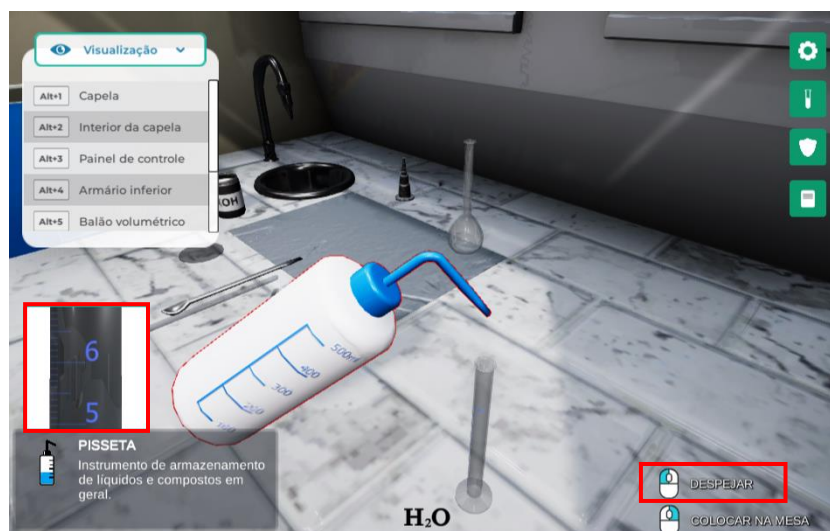 Visualização
Alt+1 Capela
Alt+2 Interior da capela
Alt+3 Painel de controle
Alt+4 Armário inferior
Alt+5 Balão volumétrico
KOH
500ml
400
300
6
5
PISSETA
Instrumento de armazenamento
de líquidos e compostos em
geral.
H₂O
DESPEJAR
COLOCAR NA MESA